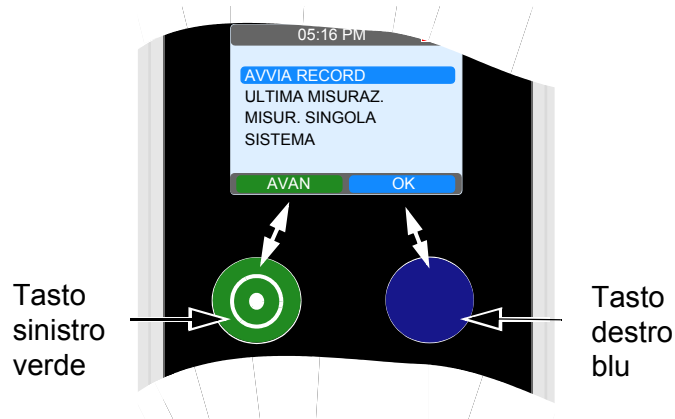 05:16 PM
AVVIA RECORD
ULTIMA MISURAZ.
MISUR. SINGOLA
SISTEMA
AVAN
OK
Tasto
sinistro
verde
Tasto
destro
blu